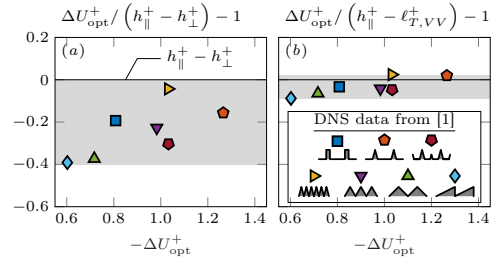 ΔU⁺opt / (h⁺∥ − h⁺⊥) − 1
ΔU⁺opt / (h⁺∥ − ℓ⁺T,VV) − 1
0.2
0
−0.2
−0.4
−0.6
(a)
h⁺∥ − h⁺⊥
(b)
DNS data from [1]
0.6 0.8 1.0 1.2 1.4
0.6 0.8 1.0 1.2 1.4
−ΔU⁺opt
−ΔU⁺opt